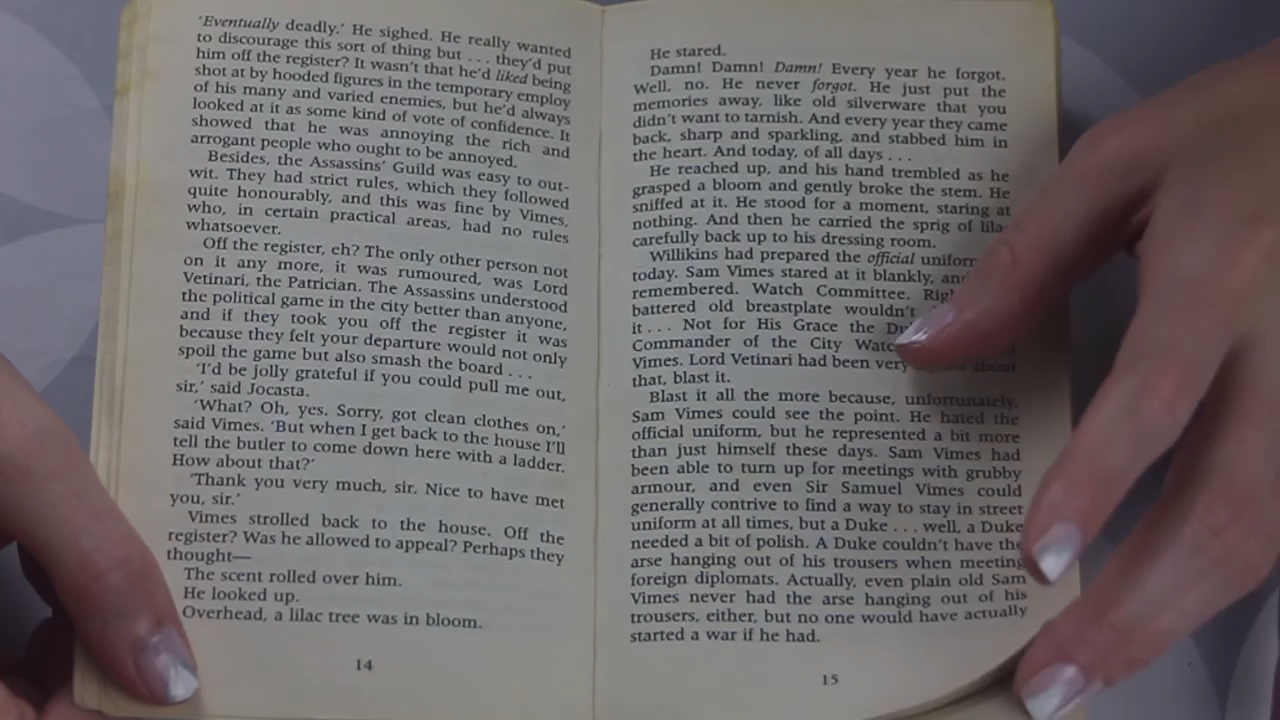 ‘Eventually deadly.’ He sighed. He really wanted
to discourage this sort of thing but . . . they’d put
him off the register? It wasn’t that he’d liked being
shot at by hooded figures in the temporary employ
of his many and varied enemies, but he’d always
looked at it as some kind of vote of confidence. It
showed that he was annoying the rich and
arrogant people who ought to be annoyed.
Besides, the Assassins’ Guild was easy to out-
wit. They had strict rules, which they followed
quite honourably, and this was fine by Vimes,
who, in certain practical areas, had no rules
whatsoever.
Off the register, eh? The only other person not
on it any more, it was rumoured, was Lord
Vetinari, the Patrician. The Assassins understood
the political game in the city better than anyone,
and if they took you off the register it was
because they felt your departure would not only
spoil the game but also smash the board . . .
‘I’d be jolly grateful if you could pull me out,
sir,’ said Jocasta.
‘What? Oh, yes. Sorry, got clean clothes on,’
said Vimes. ‘But when I get back to the house I’ll
tell the butler to come down here with a ladder.
How about that?’
‘Thank you very much, sir. Nice to have met
you, sir.’
Vimes strolled back to the house. Off the
register? Was he allowed to appeal? Perhaps they
thought—
The scent rolled over him.
He looked up.
Overhead, a lilac tree was in bloom.
14
He stared.
Damn! Damn! Damn! Every year he forgot.
Well, no. He never forgot. He just put the
memories away, like old silverware that you
didn’t want to tarnish. And every year they came
back, sharp and sparkling, and stabbed him in
the heart. And today, of all days . . .
He reached up, and his hand trembled as he
grasped a bloom and gently broke the stem. He
sniffed at it. He stood for a moment, staring at
nothing. And then he carried the sprig of
carefully back up to his dressing room.
Willikins had prepared the official
today. Sam Vimes stared at it blankly,
remembered. Watch Committee.
battered old breastplate wouldn’t
it . . . Not for His Grace the
Commander of the City
Vimes. Lord Vetinari had been very about
that, blast it.
Blast it all the more because, unfortunately,
Sam Vimes could see the point. He hated the
official uniform, but he represented a bit more
than just himself these days. Sam Vimes had
been able to turn up for meetings with grubby
armour, and even Sir Samuel Vimes could
generally contrive to find a way to stay in street
uniform at all times, but a Duke . . . well, a Duke
needed a bit of polish. A Duke couldn’t have the
arse hanging out of his trousers when meeting
foreign diplomats. Actually, even plain old Sam
Vimes never had the arse hanging out of his
trousers, either, but no one would have actually
started a war if he had.
15